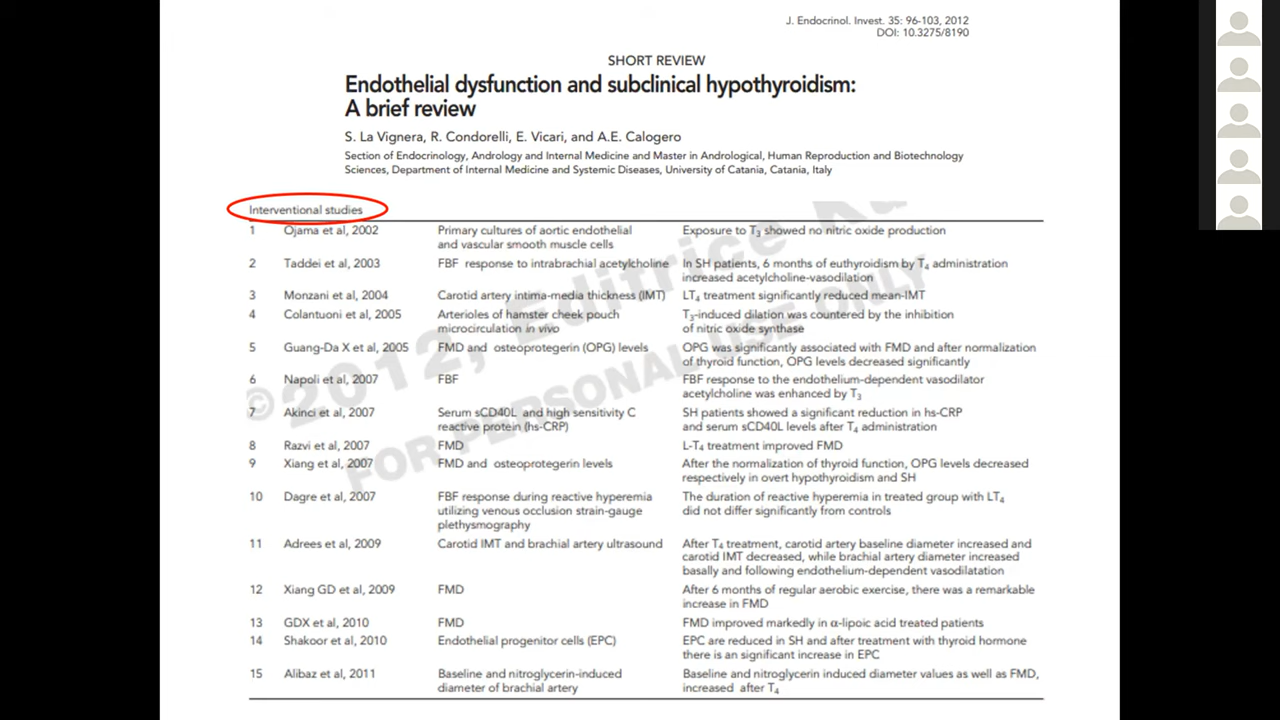 J. Endocrinol. Invest. 35: 96-103, 2012
DOI: 10.3275/8190
SHORT REVIEW
Endothelial dysfunction and subclinical hypothyroidism:
A brief review
S. La Vignera, R. Condorelli, E. Vicari, and A.E. Calogero
Section of Endocrinology, Andrology and Internal Medicine and Master in Andrological, Human Reproduction and Biotechnology
Sciences, Department of Internal Medicine and Systemic Diseases, University of Catania, Catania, Italy
Interventional studies
1 Ojama et al, 2002 Primary cultures of aortic endothelial Exposure to T3 showed no nitric oxide production
and vascular smooth muscle cells
2 Taddei et al, 2003 FBF response to intrabrachial acetylcholine In SH patients, 6 months of euthyroidism by T4 administration
increased acetylcholine-vasodilation
3 Monzani et al, 2004 Carotid artery intima-media thickness (IMT) LT4 treatment significantly reduced mean-IMT
4 Colantuoni et al, 2005 Arterioles of hamster cheek pouch T3-induced dilation was countered by the inhibition
microcirculation in vivo of nitric oxide synthase
5 Guang-Da X et al, 2005 FMD and osteoprotegerin (OPG) levels OPG was significantly associated with FMD and after normalization
of thyroid function, OPG levels decreased significantly
6 Napoli et al, 2007 FBF FBF response to the endothelium-dependent vasodilator
acetylcholine was enhanced by T3
7 Akinci et al, 2007 Serum sCD40L and high sensitivity C SH patients showed a significant reduction in hs-CRP
reactive protein (hs-CRP) and serum sCD40L levels after T4 administration
8 Razvi et al, 2007 FMD L-T4 treatment improved FMD
9 Xiang et al, 2007 FMD and osteoprotegerin levels After the normalization of thyroid function, OPG levels decreased
respectively in overt hypothyroidism and SH
10 Dagre et al, 2007 FBF response during reactive hyperemia The duration of reactive hyperemia in treated group with LT4
utilizing venous occlusion strain-gauge did not differ significantly from controls
plethysmography
11 Adrees et al, 2009 Carotid IMT and brachial artery ultrasound After T4 treatment, carotid artery baseline diameter increased and
carotid IMT decreased, while brachial artery diameter increased
basally and following endothelium-dependent vasodilatation
12 Xiang GD et al, 2009 FMD After 6 months of regular aerobic exercise, there was a remarkable
increase in FMD
13 GDX et al, 2010 FMD FMD improved markedly in α-lipoic acid treated patients
14 Shakoor et al, 2010 Endothelial progenitor cells (EPC) EPC are reduced in SH and after treatment with thyroid hormone
there is an significant increase in EPC
15 Alibaz et al, 2011 Baseline and nitroglycerin-induced Baseline and nitroglycerin induced diameter values as well as FMD,
diameter of brachial artery increased after T4
©2012, Editrice
FOR PERSONAL USE ONLY